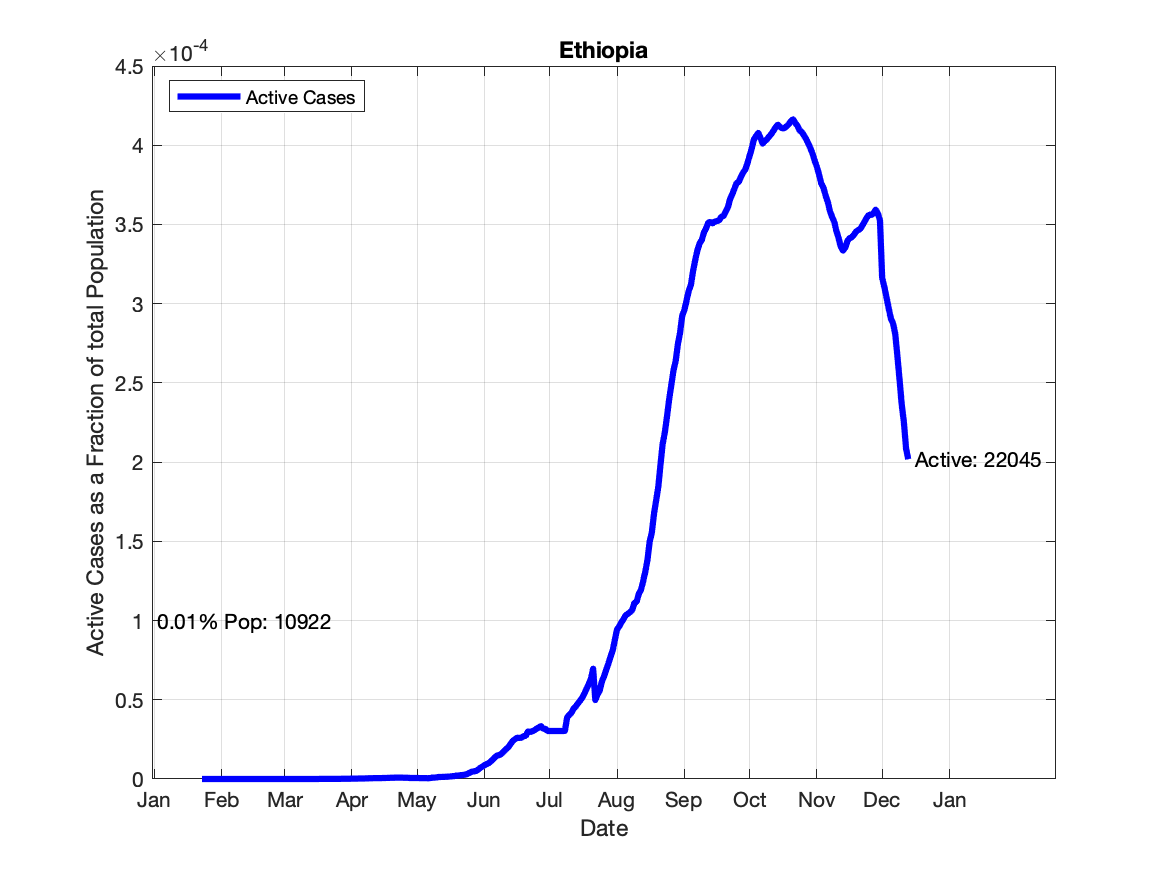 Ethiopia
×10-4
4.5
4
3.5
3
2.5
2
1.5
1
0.5
0
Active Cases as a Fraction of total Population
Active Cases
Active: 22045
0.01% Pop: 10922
Jan Feb Mar Apr May Jun Jul Aug Sep Oct Nov Dec Jan
Date